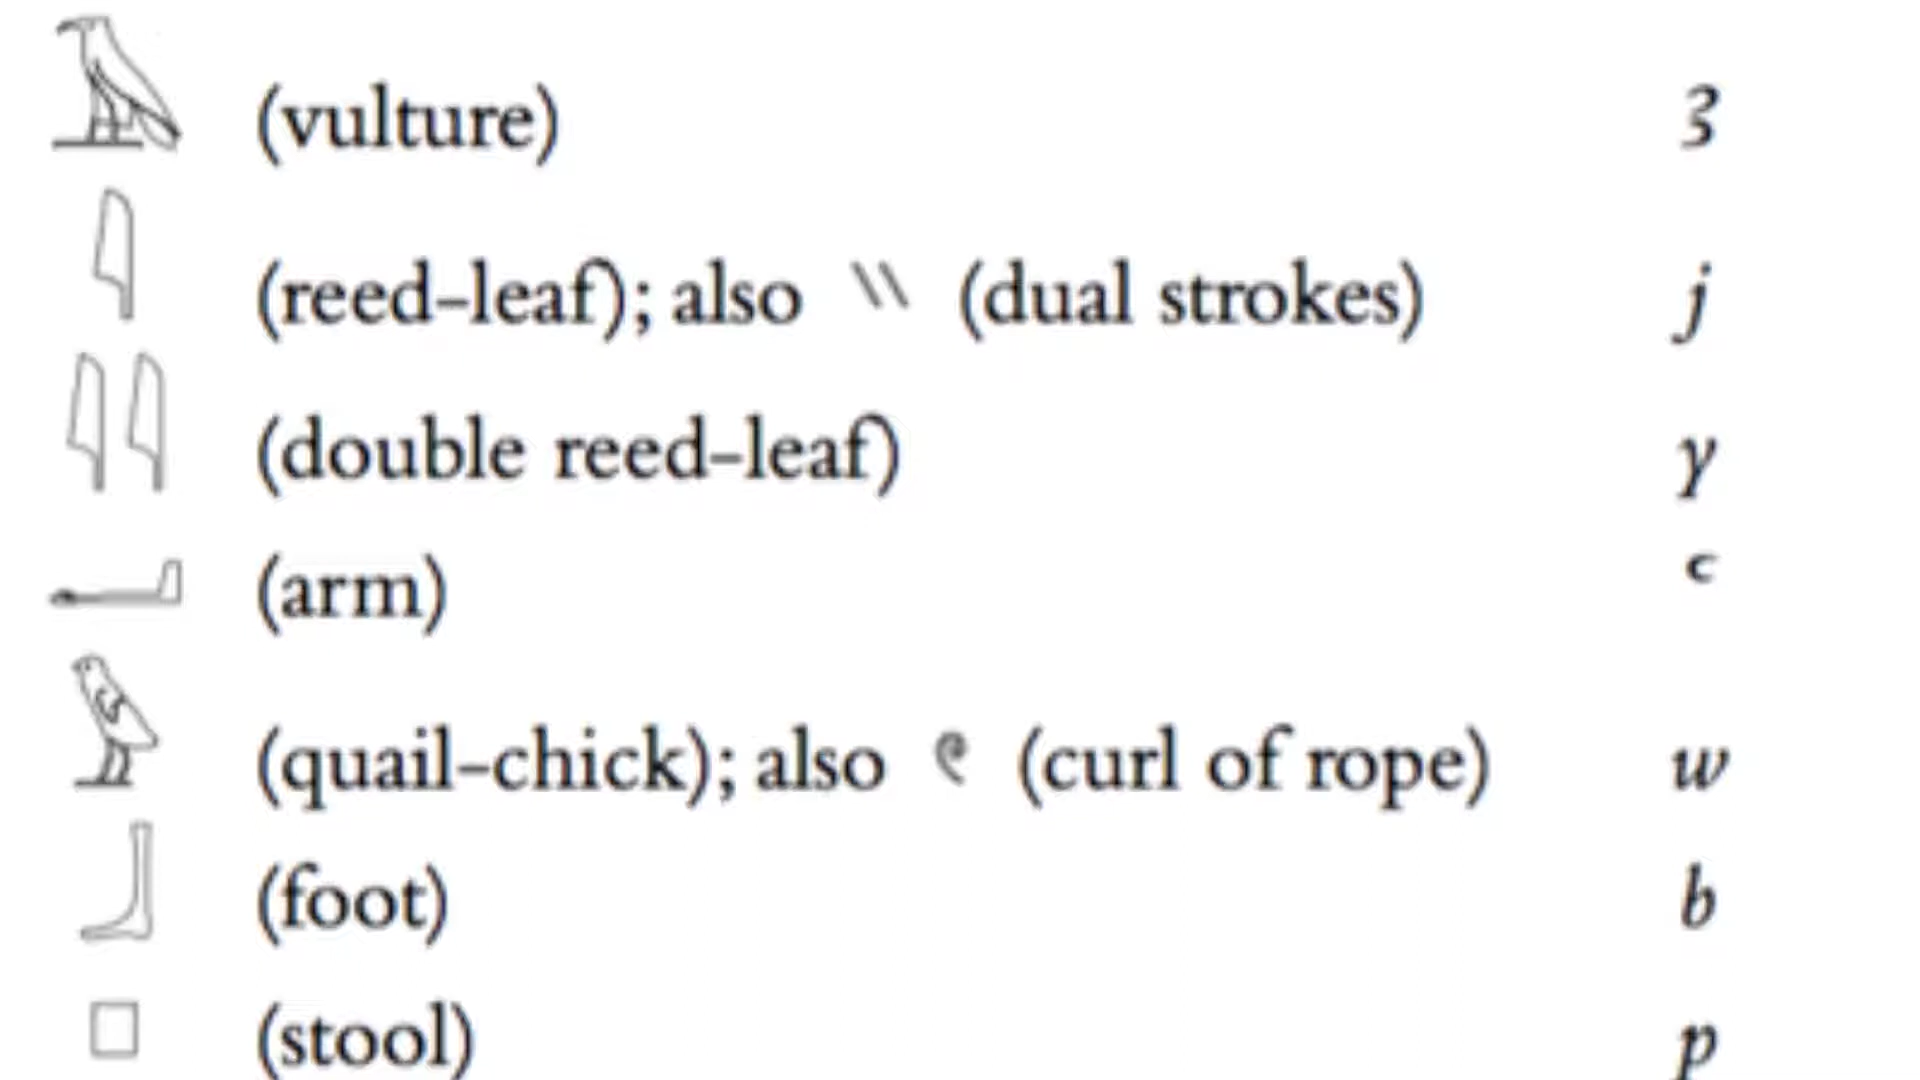 𓄿 (vulture) ꜣ
𓇋 (reed-leaf); also 𓏭 (dual strokes) j
𓇌 (double reed-leaf) y
𓂝 (arm) ꜥ
𓅱 (quail-chick); also 𓏲 (curl of rope) w
𓃀 (foot) b
𓊪 (stool) p